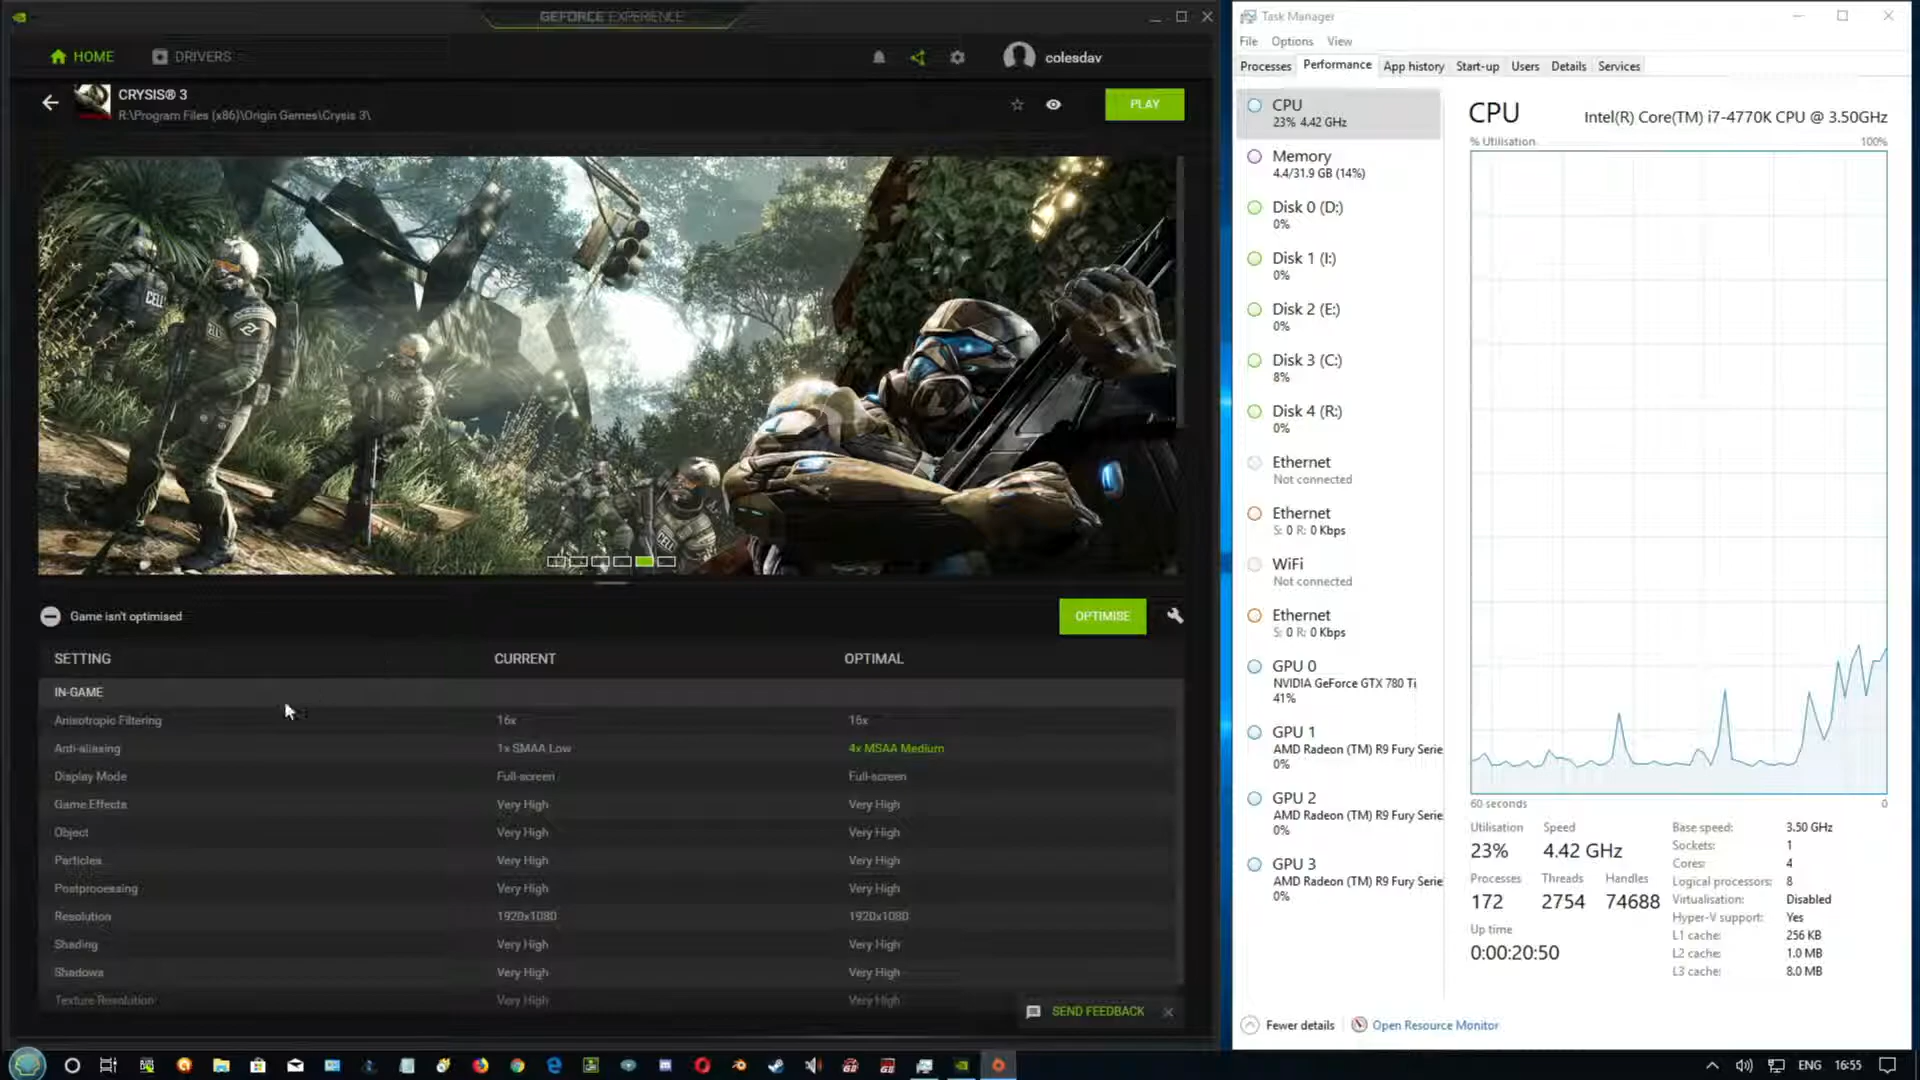 GEFORCE EXPERIENCE
HOME
DRIVERS
colesdav
CRYSIS® 3
R:\Program Files (x86)\Origin Games\Crysis 3\
PLAY
CELL
Game isn't optimised
OPTIMISE
SETTING CURRENT OPTIMAL
IN-GAME
Anisotropic Filtering 16x 16x
Anti-aliasing 1x SMAA Low 4x MSAA Medium
Display Mode Full-screen Full-screen
Game Effects Very High Very High
Object Very High Very High
Particles Very High Very High
Postprocessing Very High Very High
Resolution 1920x1080 1920x1080
Shading Very High Very High
Shadows Very High Very High
Texture Resolution Very High Very High
SEND FEEDBACK
Task Manager
File Options View
Processes Performance App history Start-up Users Details Services
CPU
23% 4.42 GHz
Memory
4.4/31.9 GB (14%)
Disk 0 (D:)
0%
Disk 1 (I:)
0%
Disk 2 (E:)
0%
Disk 3 (C:)
8%
Disk 4 (R:)
0%
Ethernet
Not connected
Ethernet
S: 0 R: 0 Kbps
WiFi
Not connected
Ethernet
S: 0 R: 0 Kbps
GPU 0
NVIDIA GeForce GTX 780 Ti
41%
GPU 1
AMD Radeon (TM) R9 Fury Serie
0%
GPU 2
AMD Radeon (TM) R9 Fury Serie
0%
GPU 3
AMD Radeon (TM) R9 Fury Serie
0%
CPU
Intel(R) Core(TM) i7-4770K CPU @ 3.50GHz
% Utilisation 100%
60 seconds 0
Utilisation Speed
23% 4.42 GHz
Processes Threads Handles
172 2754 74688
Up time
0:00:20:50
Base speed: 3.50 GHz
Sockets: 1
Cores: 4
Logical processors: 8
Virtualisation: Disabled
Hyper-V support: Yes
L1 cache: 256 KB
L2 cache: 1.0 MB
L3 cache: 8.0 MB
Fewer details
Open Resource Monitor
ENG 16:55